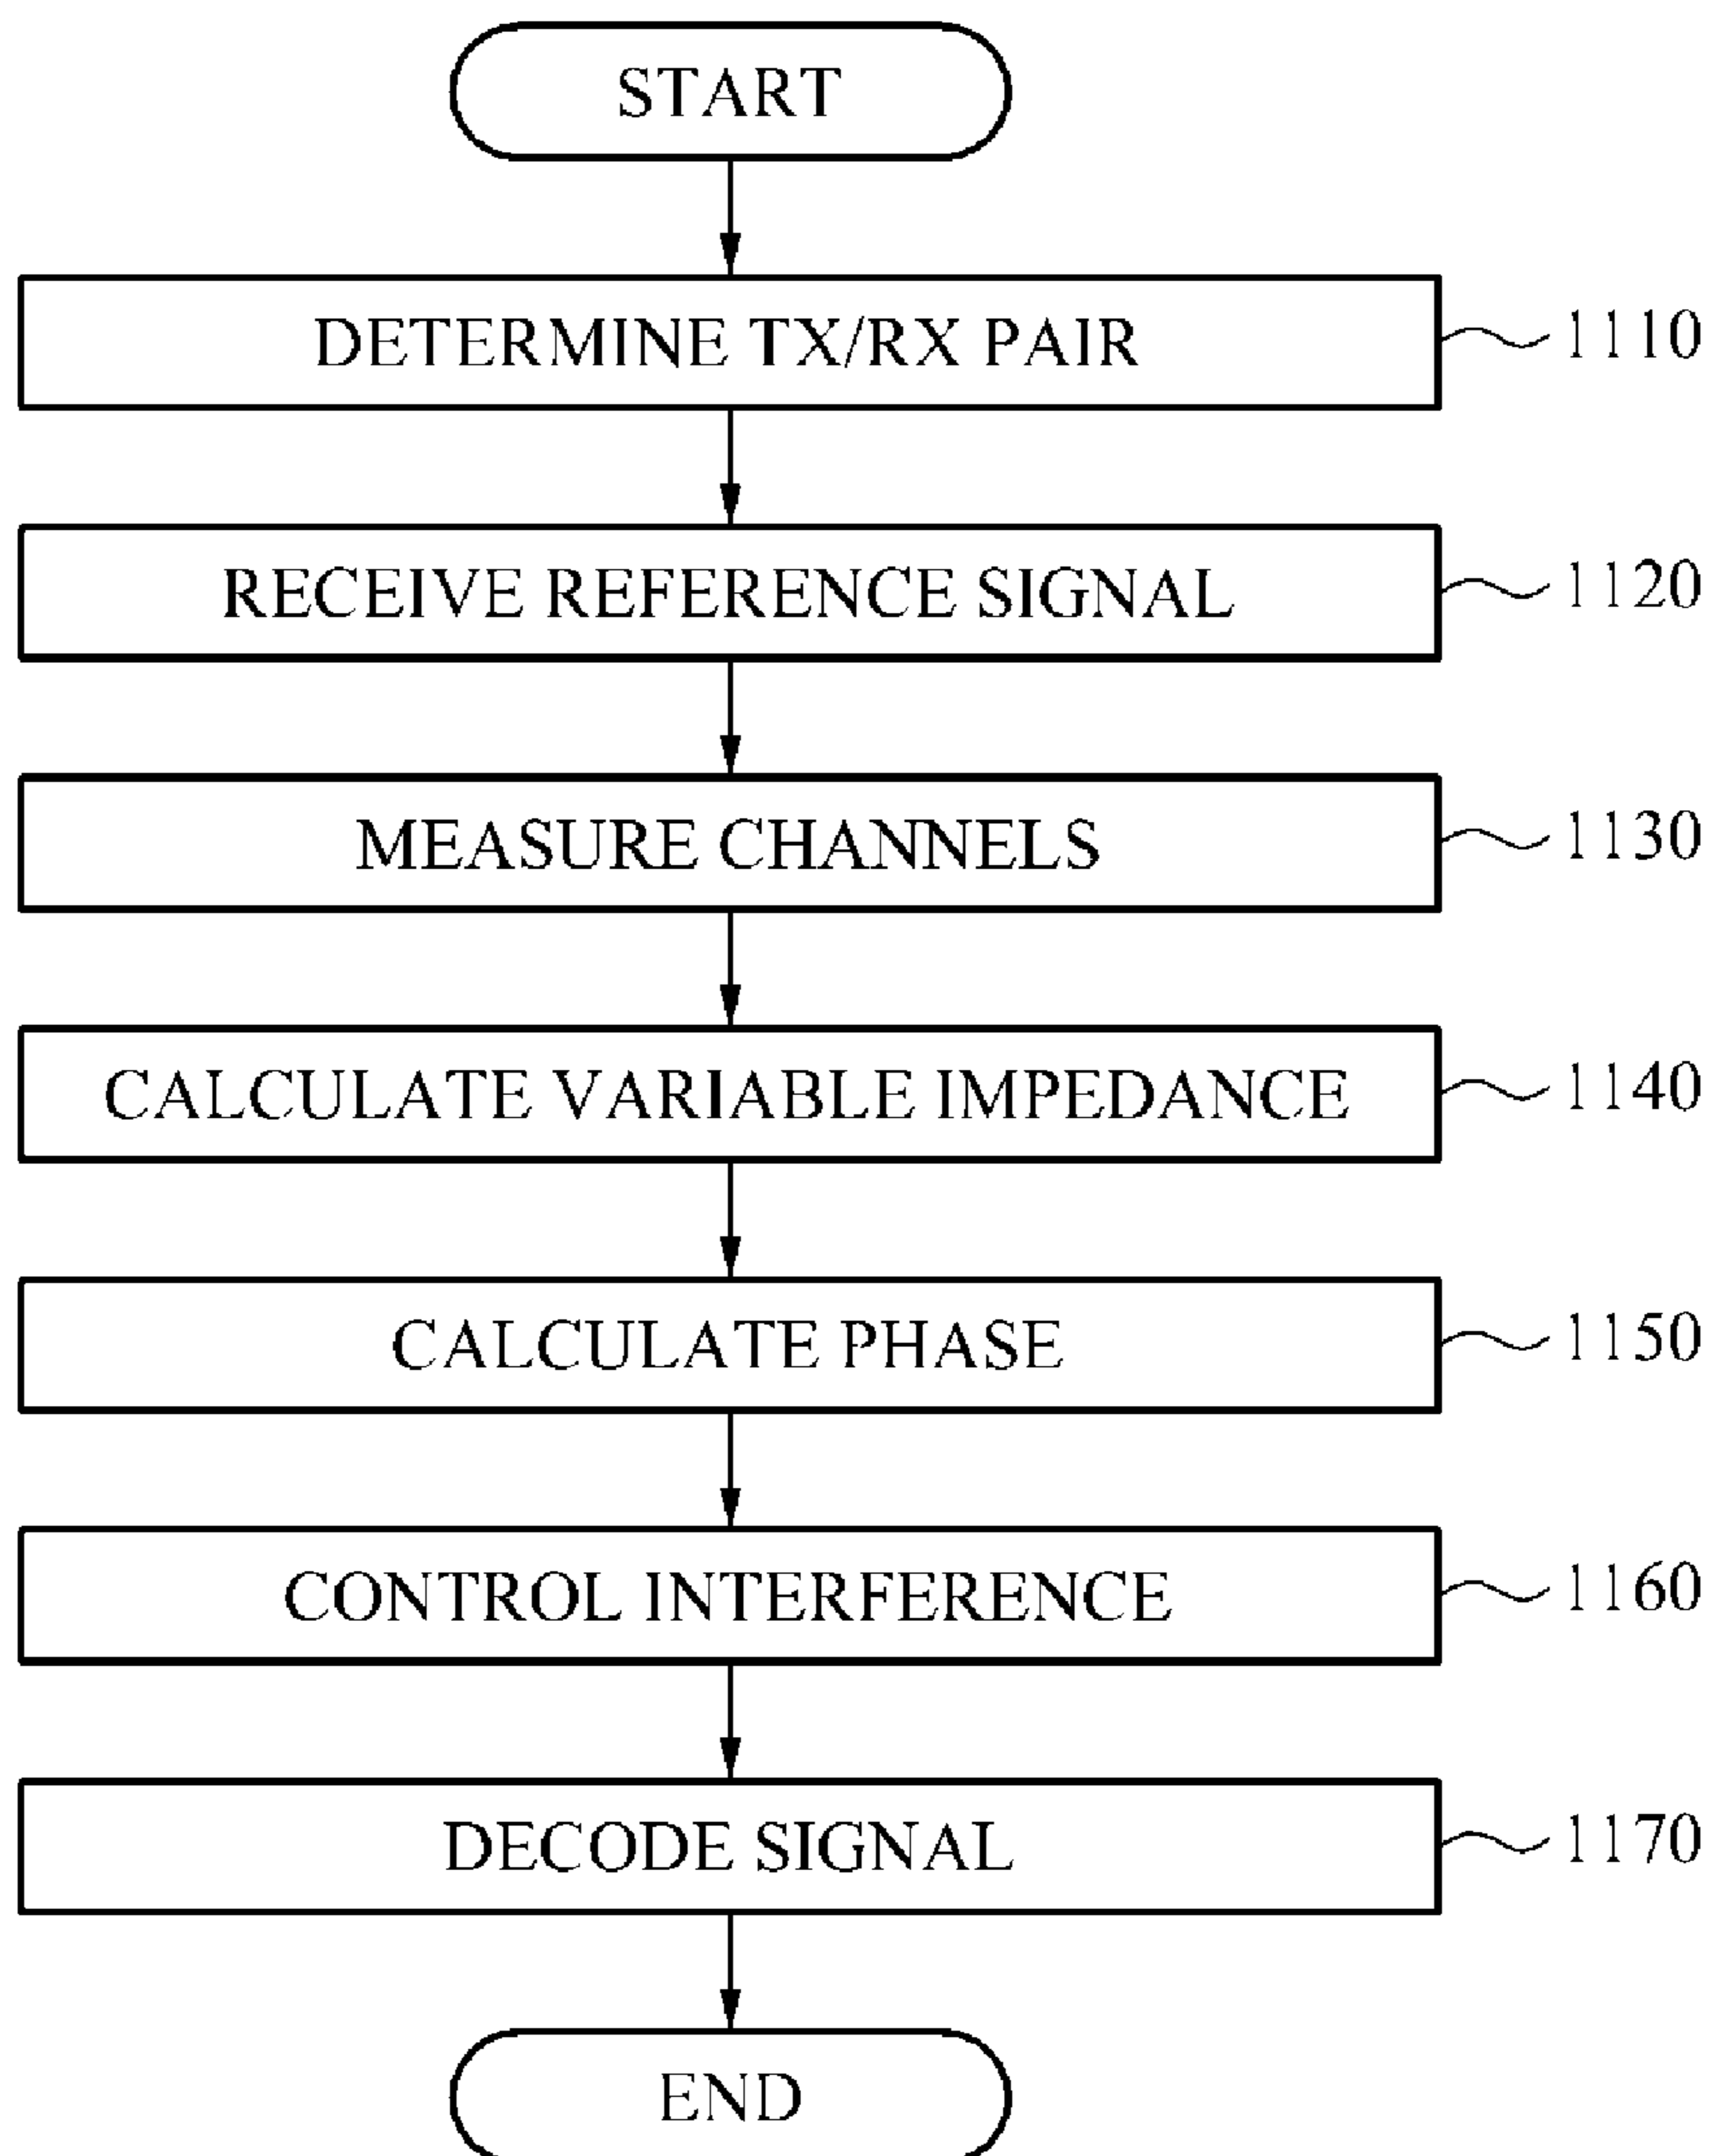 START
DETERMINE TX/RX PAIR
1110
RECEIVE REFERENCE SIGNAL
1120
MEASURE CHANNELS
1130
CALCULATE VARIABLE IMPEDANCE
1140
CALCULATE PHASE
1150
CONTROL INTERFERENCE
1160
DECODE SIGNAL
1170
END